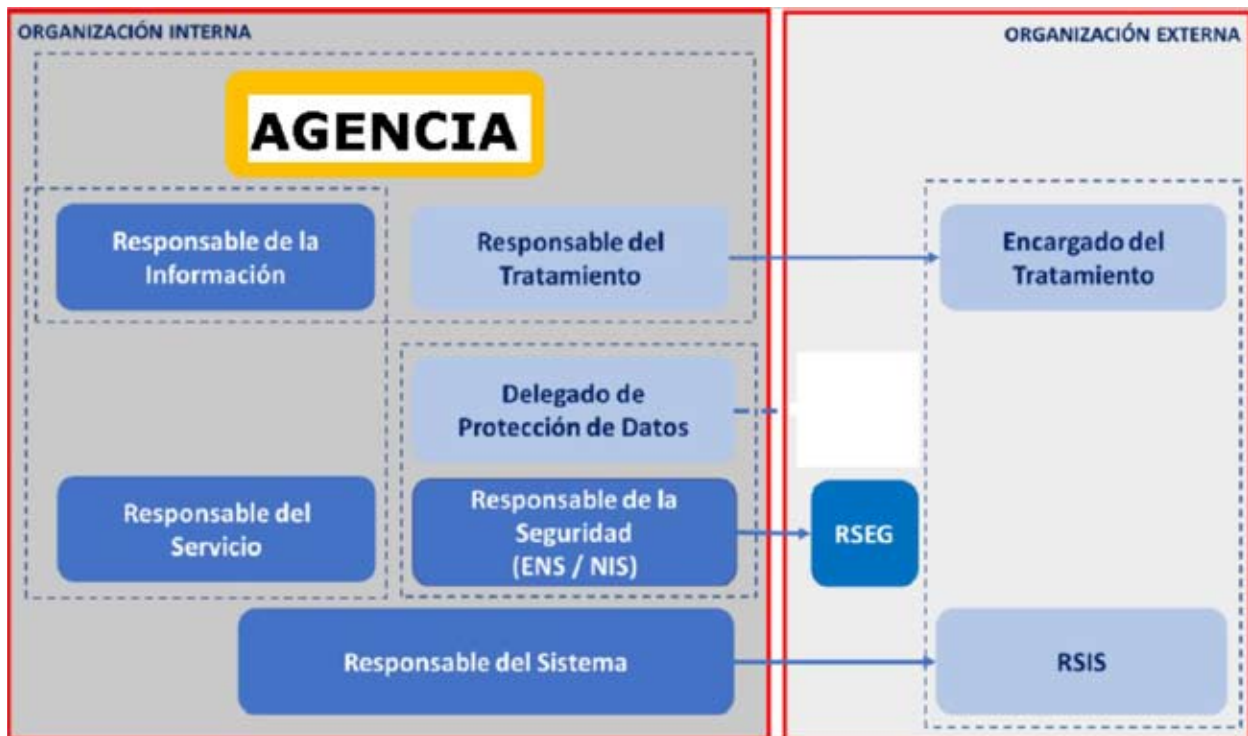 ORGANIZACIÓN INTERNA
ORGANIZACIÓN EXTERNA
AGENCIA
Responsable de la
Información
Responsable del
Tratamiento
Encargado del
Tratamiento
Delegado de
Protección de Datos
Responsable del
Servicio
Responsable de la
Seguridad
(ENS / NIS)
RSEG
Responsable del Sistema
RSIS